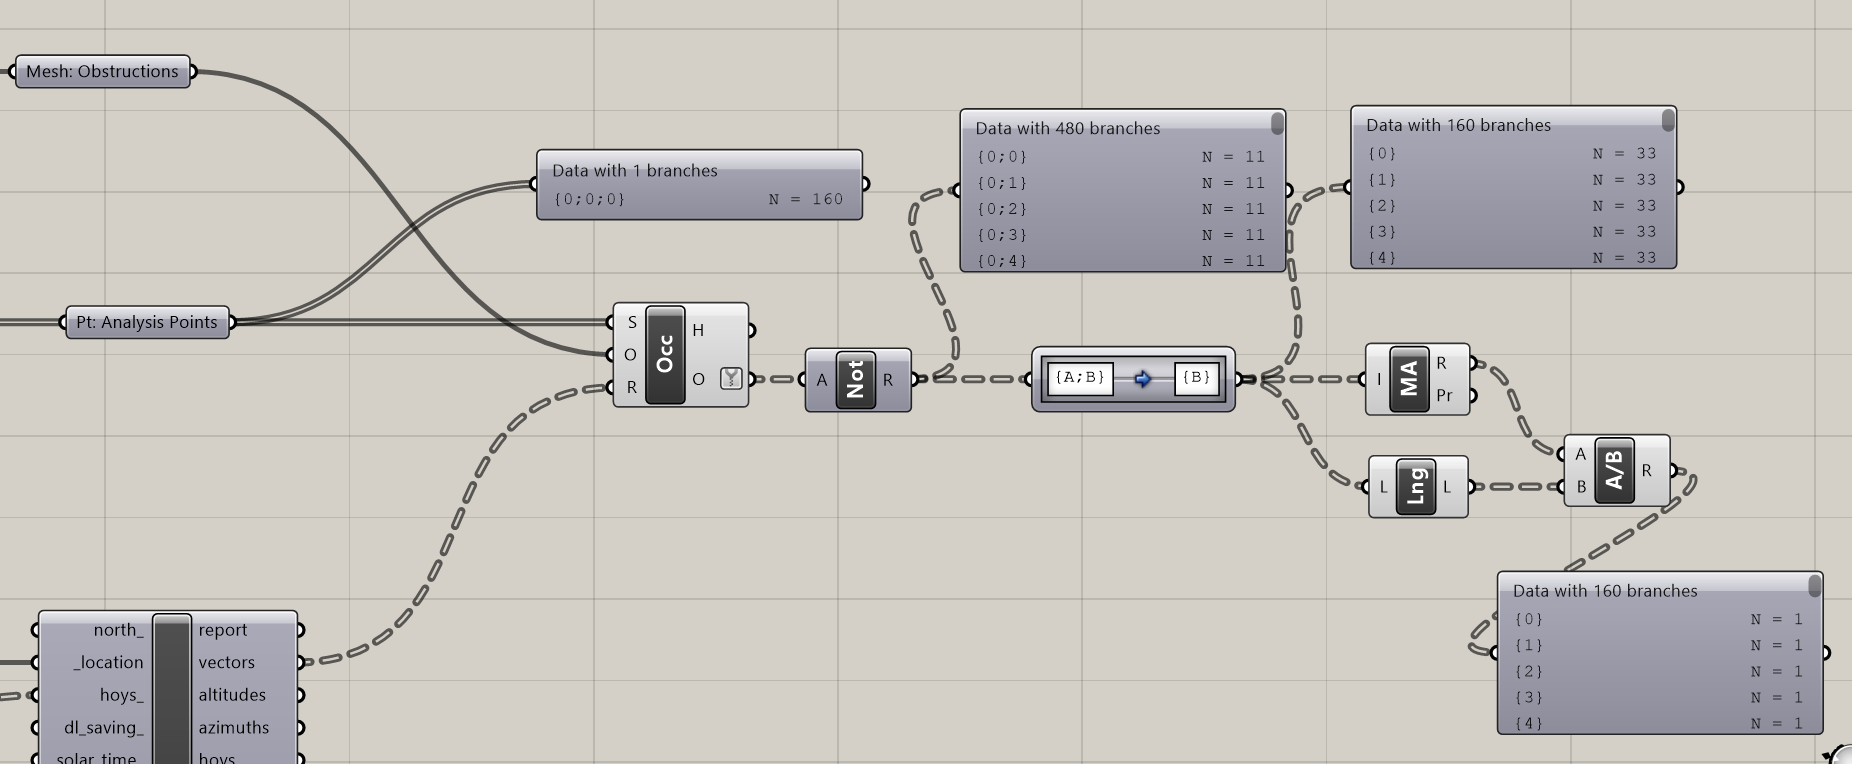 Mesh: Obstructions
Data with 1 branches
{0;0;0} N = 160
Data with 480 branches
{0;0} N = 11
{0;1} N = 11
{0;2} N = 11
{0;3} N = 11
{0;4} N = 11
Data with 160 branches
{0} N = 33
{1} N = 33
{2} N = 33
{3} N = 33
{4} N = 33
Pt: Analysis Points
S
O
R
Occ
H
O
A Not R
{A;B} {B}
I MA R
Pr
L Lng L
A
B
A/B
R
Data with 160 branches
{0} N = 1
{1} N = 1
{2} N = 1
{3} N = 1
{4} N = 1
north_ report
_location vectors
hoys_ altitudes
dl_saving_ azimuths
solar_time_ hoys